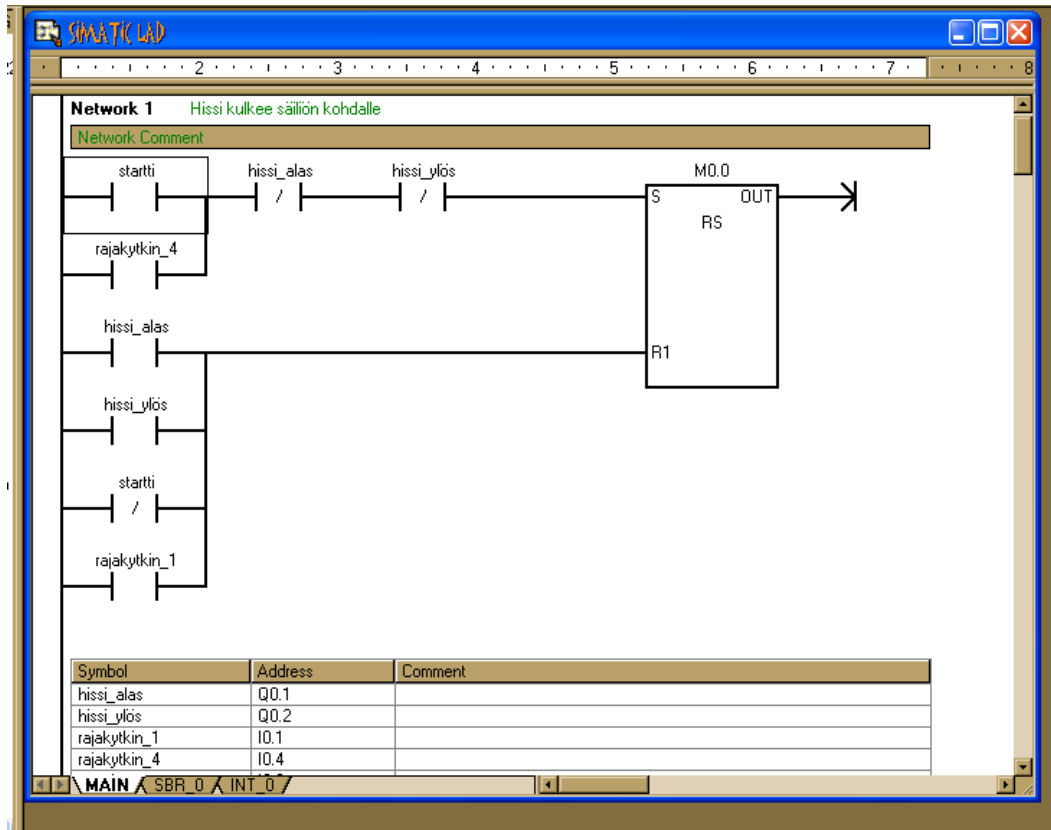 SIMATIC LAD
2 3 4 5 6 7 8
Network 1 Hissi kulkee säiliön kohdalle
Network Comment
startti hissi_alas hissi_ylös M0.0
/ / S OUT
RS
rajakytkin_4
hissi_alas
R1
hissi_ylös
startti
/
rajakytkin_1
Symbol Address Comment
hissi_alas Q0.1
hissi_ylös Q0.2
rajakytkin_1 I0.1
rajakytkin_4 I0.4
MAIN SBR_0 INT_0